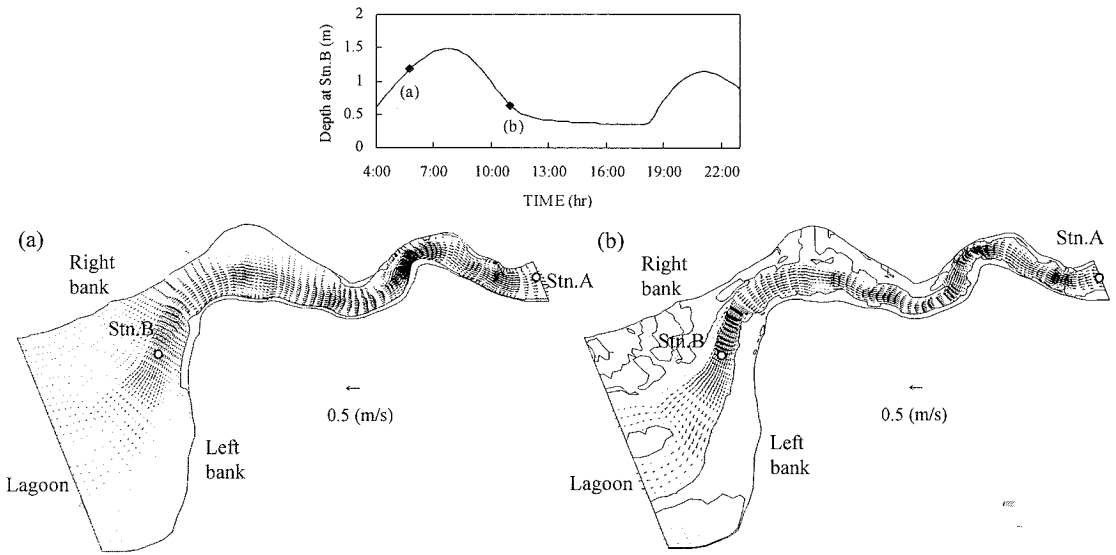 Depth at Stn.B (m)
2
1.5
1
0.5
0
(a)
(b)
4:00 7:00 10:00 13:00 16:00 19:00 22:00
TIME (hr)
(a)
Right
bank
Stn.A
Stn.B
0.5 (m/s)
Left
bank
Lagoon
(b)
Stn.A
Right
bank
Stn.B
0.5 (m/s)
Left
bank
Lagoon